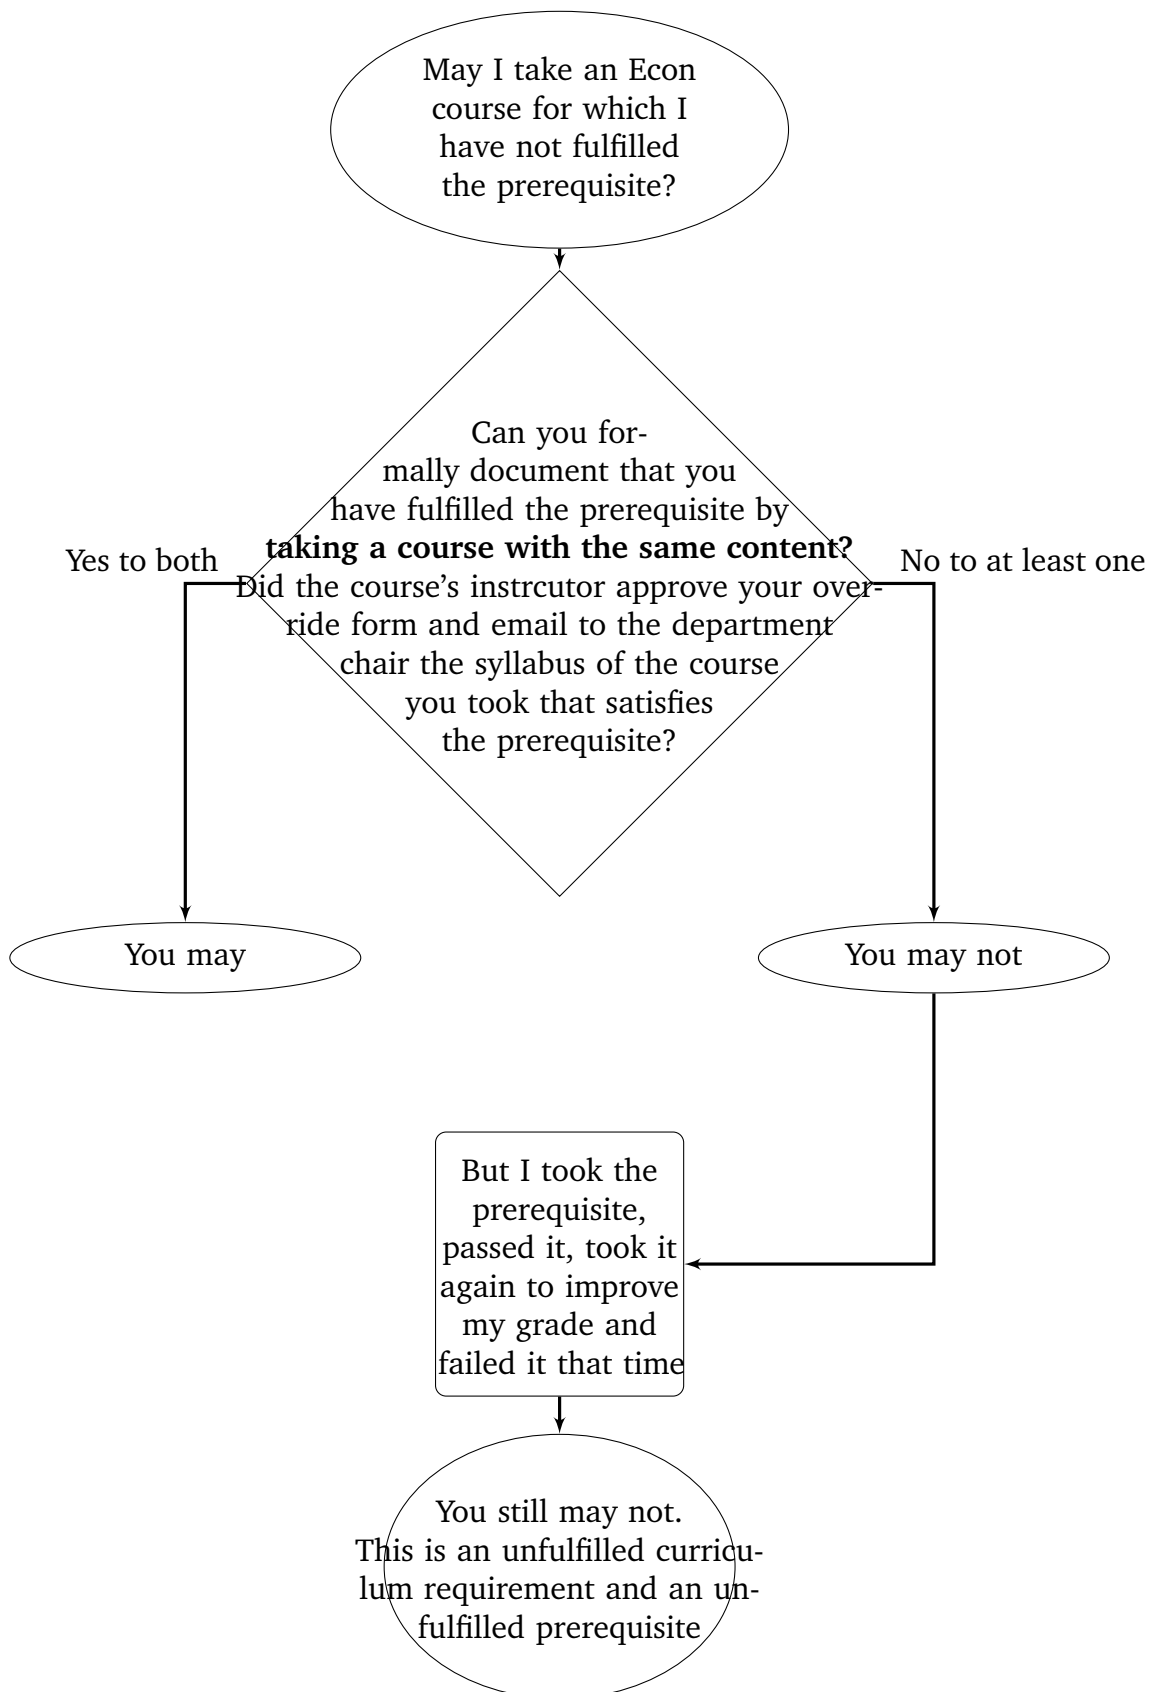 May I take an Econ
course for which I
have not fulfilled
the prerequisite?
Can you for-
mally document that you
have fulfilled the prerequisite by
taking a course with the same content?
Did the course's instrcutor approve your over-
ride form and email to the department
chair the syllabus of the course
you took that satisfies
the prerequisite?
Yes to both
No to at least one
You may
You may not
But I took the
prerequisite,
passed it, took it
again to improve
my grade and
failed it that time
You still may not.
This is an unfulfilled curricu-
lum requirement and an un-
fulfilled prerequisite